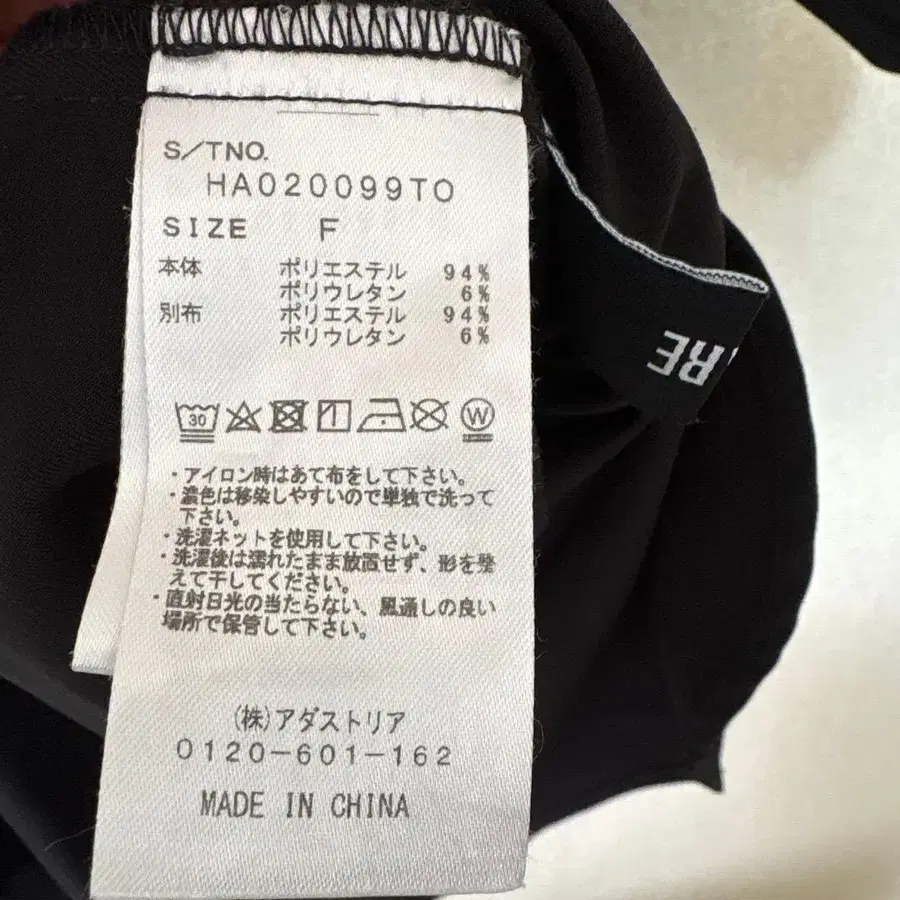 S/TNO.
HA020099TO
SIZE F
本体 ポリエステル 94%
ポリウレタン 6%
別布 ポリエステル 94%
ポリウレタン 6%
30 W
・アイロン時はあて布をして下さい。
・濃色は移染しやすいので単独で洗って
下さい。
・洗濯ネットを使用して下さい。
・洗濯後は濡れたまま放置せず、形を整
えて干してください。
・直射日光の当たらない、風通しの良い
場所で保管して下さい。
(株)アダストリア
0120-601-162
MADE IN CHINA
RE